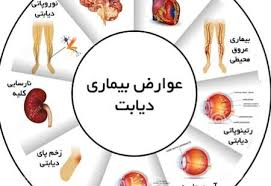 نوروپاتی
دیابتی
بیماری
عروق
محیطی
نارسایی
کلیه
عوارض بیماری
دیابت
رتینوپاتی
دیابتی
زخم پای
دیابتی